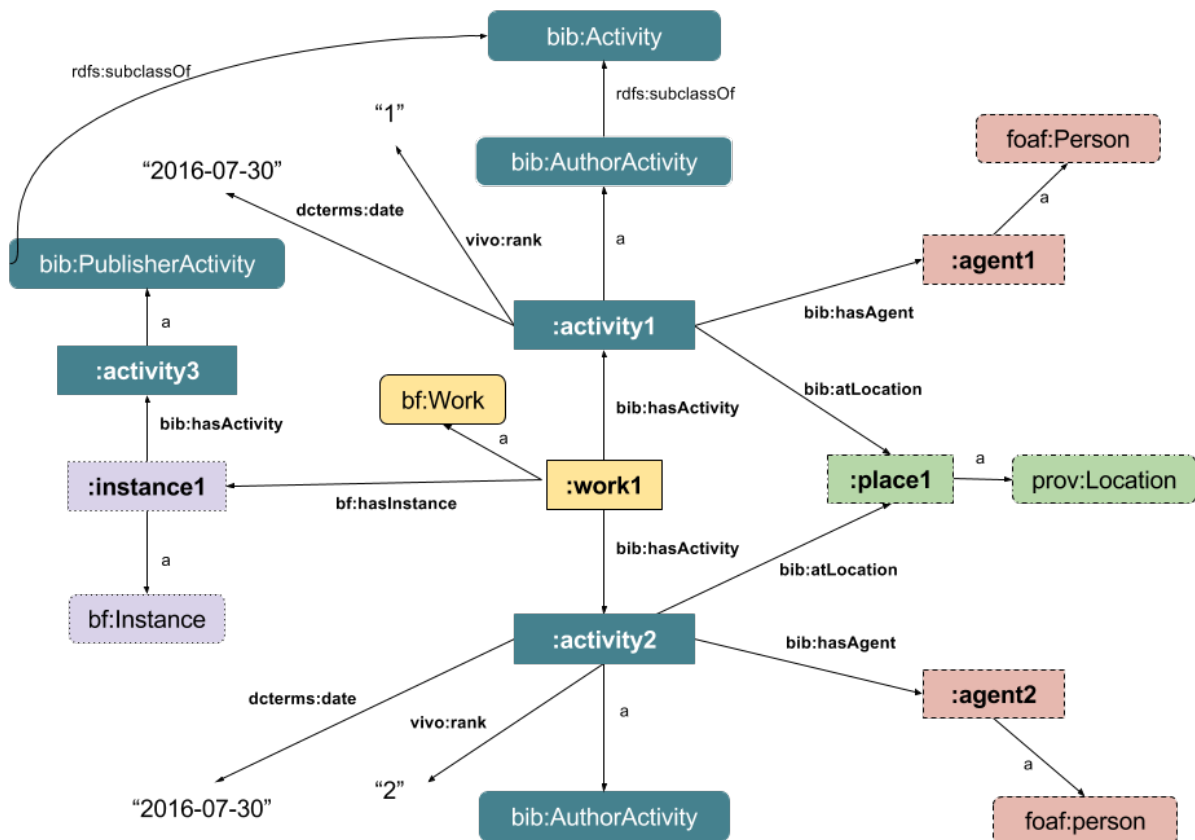 bib:Activity
rdfs:subclassOf
rdfs:subclassOf
“1”
foaf:Person
bib:AuthorActivity
“2016-07-30”
a
dcterms:date
vivo:rank
a
bib:PublisherActivity
:agent1
bib:hasAgent
a
:activity1
:activity3
bib:atLocation
bf:Work
bib:hasActivity
bib:hasActivity
a
a
:instance1
:work1
:place1
prov:Location
bf:hasInstance
bib:hasActivity
a
bib:atLocation
bf:Instance
:activity2
bib:hasAgent
dcterms:date
:agent2
a
vivo:rank
a
“2”
“2016-07-30”
bib:AuthorActivity
foaf:person